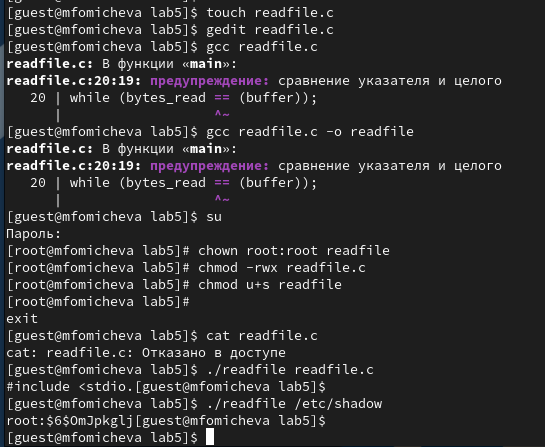 [guest@mfomicheva lab5]$ touch readfile.c
[guest@mfomicheva lab5]$ gedit readfile.c
[guest@mfomicheva lab5]$ gcc readfile.c
readfile.c: В функции «main»:
readfile.c:20:19: предупреждение: сравнение указателя и целого
   20 | while (bytes_read == (buffer));
      |                   ^~
[guest@mfomicheva lab5]$ gcc readfile.c -o readfile
readfile.c: В функции «main»:
readfile.c:20:19: предупреждение: сравнение указателя и целого
   20 | while (bytes_read == (buffer));
      |                   ^~
[guest@mfomicheva lab5]$ su
Пароль:
[root@mfomicheva lab5]# chown root:root readfile
[root@mfomicheva lab5]# chmod -rwx readfile.c
[root@mfomicheva lab5]# chmod u+s readfile
[root@mfomicheva lab5]#
exit
[guest@mfomicheva lab5]$ cat readfile.c
cat: readfile.c: Отказано в доступе
[guest@mfomicheva lab5]$ ./readfile readfile.c
#include <stdio.[guest@mfomicheva lab5]$
[guest@mfomicheva lab5]$ ./readfile /etc/shadow
root:$6$OmJpkglj[guest@mfomicheva lab5]$
[guest@mfomicheva lab5]$